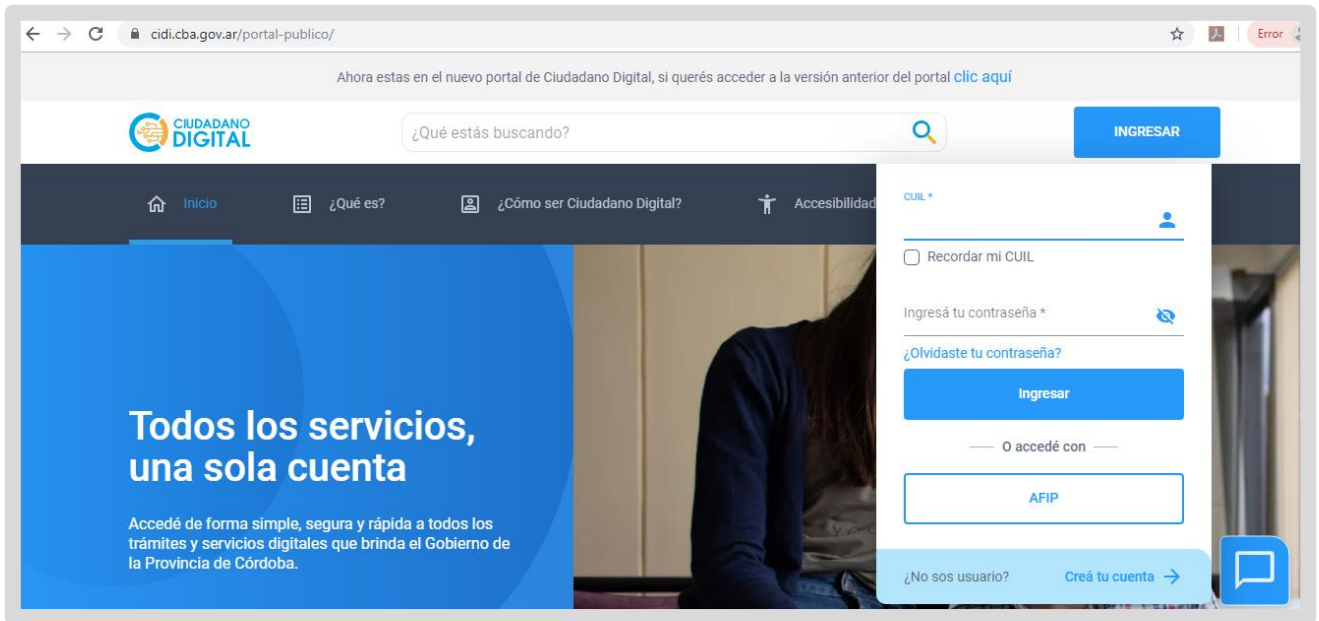 cidi.cba.gov.ar/portal-publico/
Error
Ahora estas en el nuevo portal de Ciudadano Digital, si querés acceder a la versión anterior del portal clic aquí
CIUDADANO
DIGITAL
¿Qué estás buscando?
INGRESAR
Inicio
¿Qué es?
¿Cómo ser Ciudadano Digital?
Accesibilidad
CUIL *
Recordar mi CUIL
Ingresá tu contraseña *
¿Olvidaste tu contraseña?
Ingresar
O accedé con
AFIP
¿No sos usuario?
Creá tu cuenta
Todos los servicios,
una sola cuenta
Accedé de forma simple, segura y rápida a todos los
trámites y servicios digitales que brinda el Gobierno de
la Provincia de Córdoba.